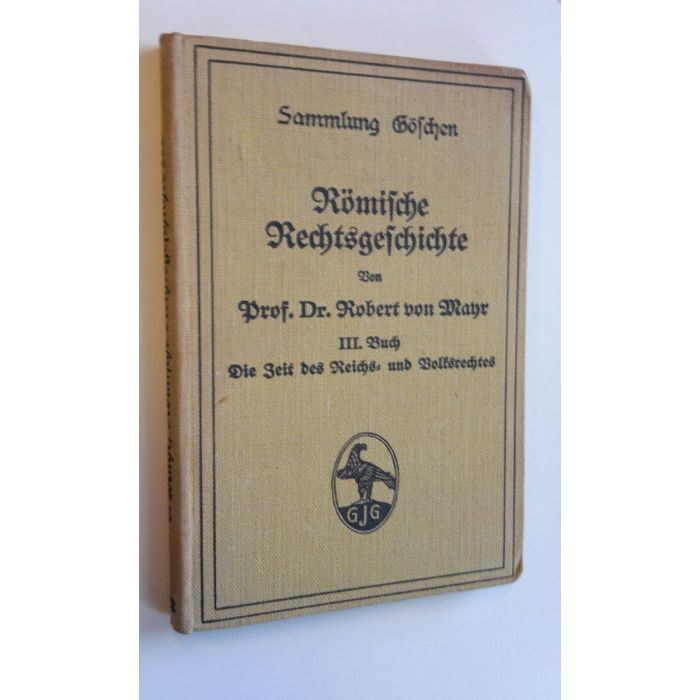 Sammlung Göſchen
Römiſche
Rechtsgeſchichte
Von
Prof. Dr. Robert von Mayr
III. Buch
Die Zeit des Reichs- und Volksrechtes
GJG